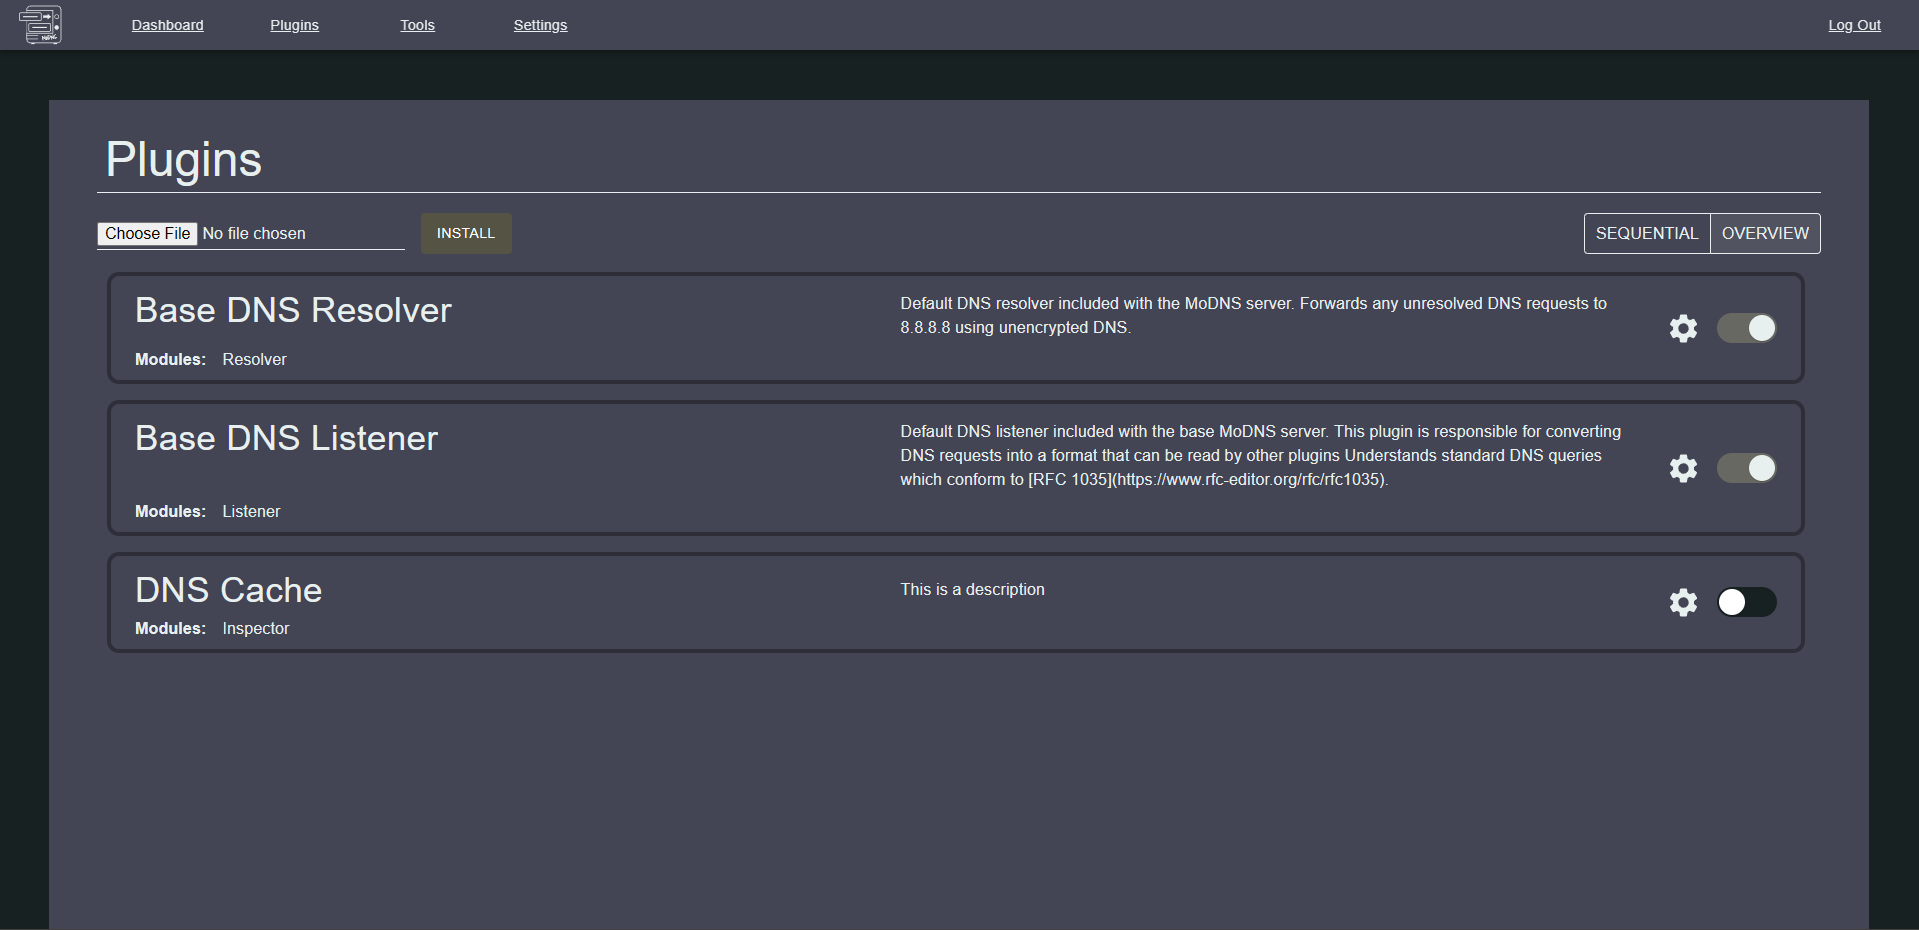 Dashboard
Plugins
Tools
Settings
Log Out
Plugins
Choose File No file chosen
INSTALL
SEQUENTIAL
OVERVIEW
Base DNS Resolver
Default DNS resolver included with the MoDNS server. Forwards any unresolved DNS requests to
8.8.8.8 using unencrypted DNS.
Modules: Resolver
Base DNS Listener
Default DNS listener included with the base MoDNS server. This plugin is responsible for converting
DNS requests into a format that can be read by other plugins Understands standard DNS queries
which conform to [RFC 1035](https://www.rfc-editor.org/rfc/rfc1035).
Modules: Listener
DNS Cache
This is a description
Modules: Inspector